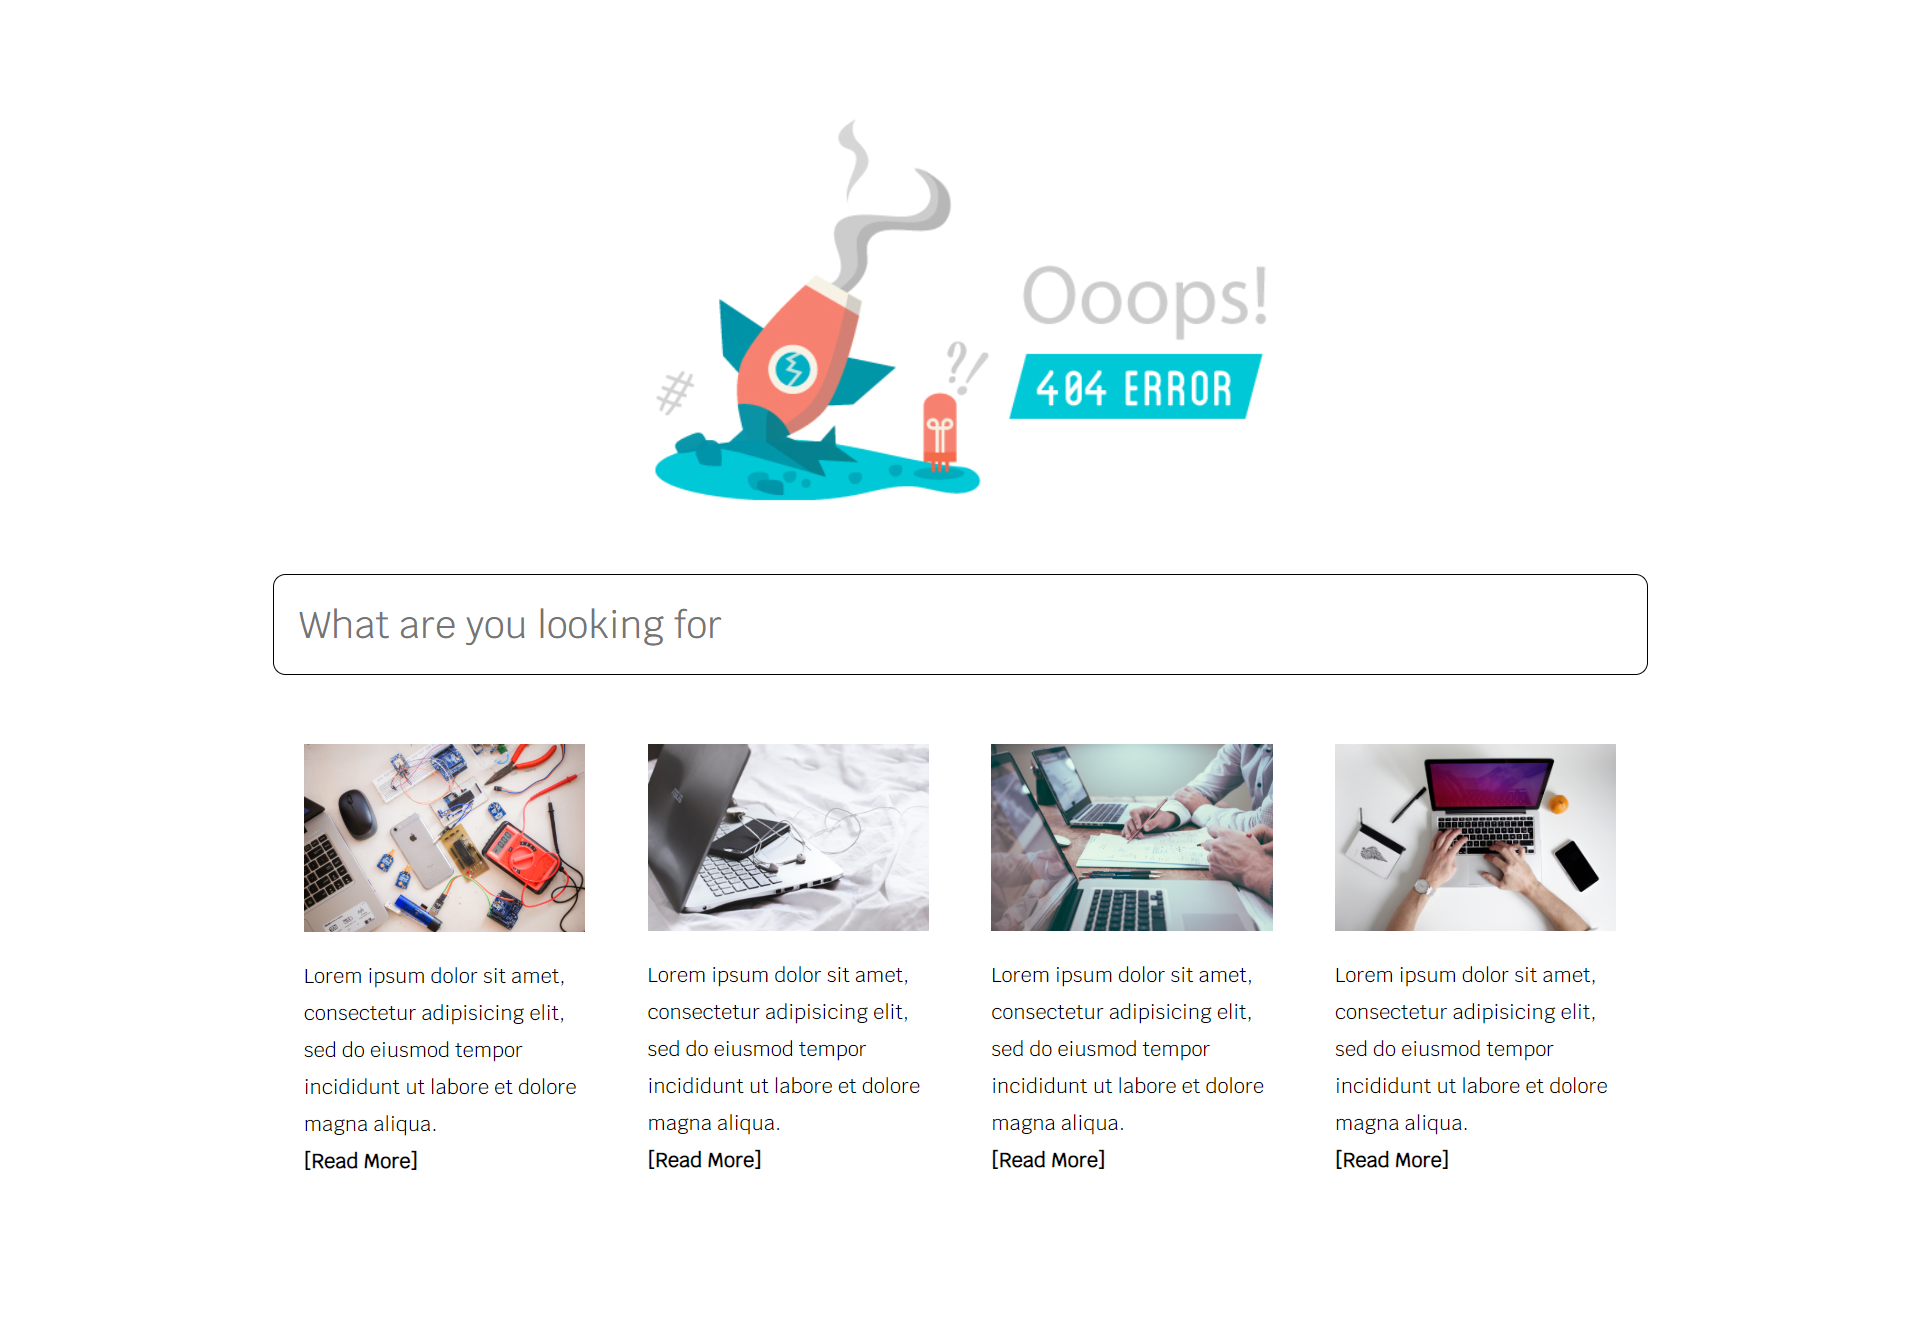 Ooops!
#
?!
404 ERROR
What are you looking for
Lorem ipsum dolor sit amet,
consectetur adipisicing elit,
sed do eiusmod tempor
incididunt ut labore et dolore
magna aliqua.
[Read More]
Lorem ipsum dolor sit amet,
consectetur adipisicing elit,
sed do eiusmod tempor
incididunt ut labore et dolore
magna aliqua.
[Read More]
Lorem ipsum dolor sit amet,
consectetur adipisicing elit,
sed do eiusmod tempor
incididunt ut labore et dolore
magna aliqua.
[Read More]
Lorem ipsum dolor sit amet,
consectetur adipisicing elit,
sed do eiusmod tempor
incididunt ut labore et dolore
magna aliqua.
[Read More]